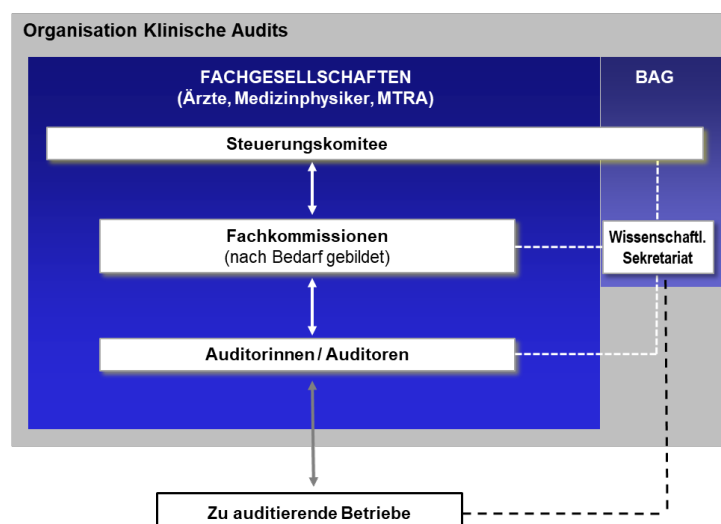 Organisation Klinische Audits
FACHGESELLSCHAFTEN
(Ärzte, Medizinphysiker, MTRA)
BAG
Steuerungskomitee
Fachkommissionen
(nach Bedarf gebildet)
Wissenschaftl.
Sekretariat
Auditorinnen / Auditoren
Zu auditierende Betriebe